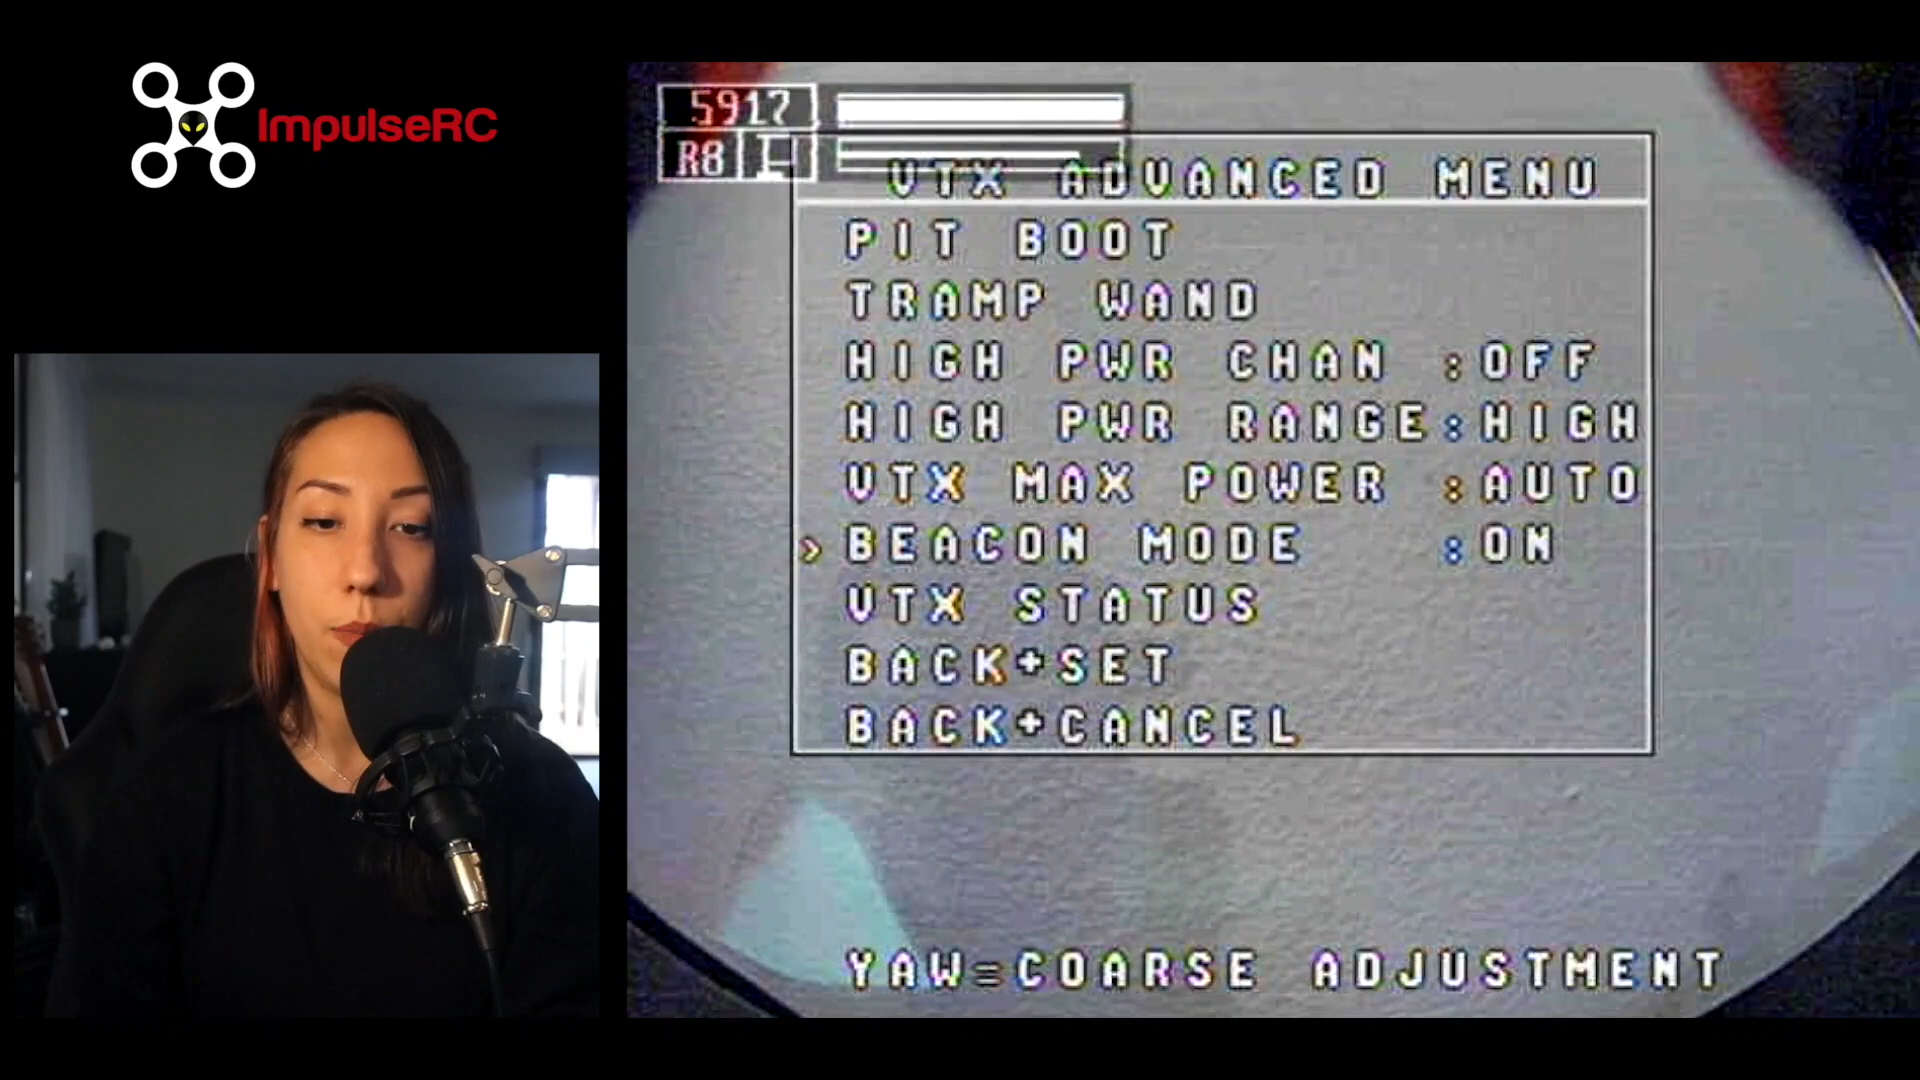 ImpulseRC
5917
R8
VTX ADVANCED MENU
PIT BOOT
TRAMP WAND
HIGH PWR CHAN :OFF
HIGH PWR RANGE:HIGH
VTX MAX POWER :AUTO
> BEACON MODE :ON
VTX STATUS
BACK+SET
BACK+CANCEL
YAW=COARSE ADJUSTMENT